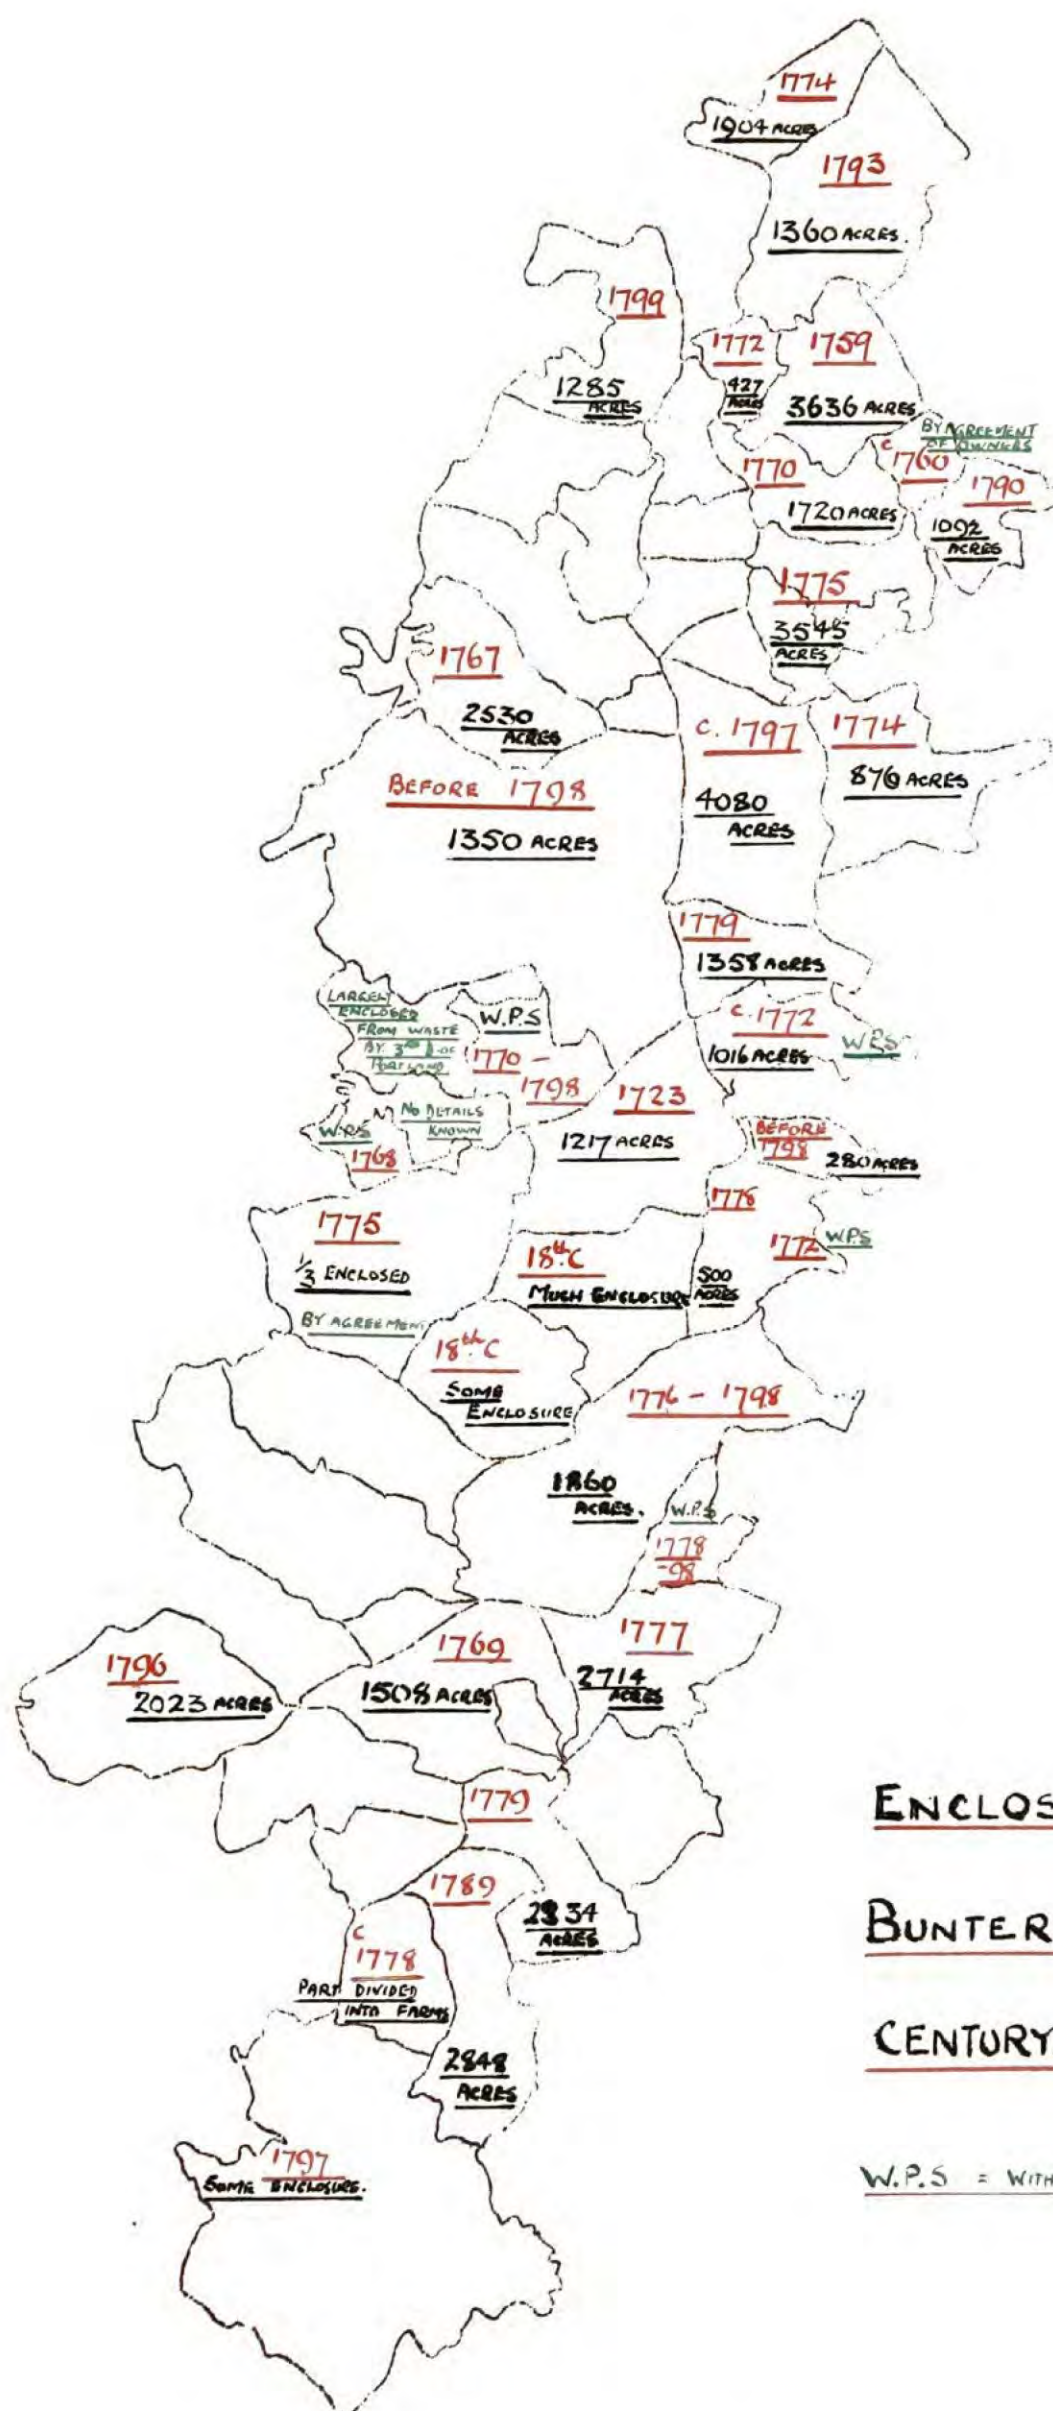 1774
1904 ACRES
1793
1360 ACRES.
1799
1285
ACRES
1772
427
ACRES
1759
3636 ACRES
BY AGREEMENT
OF OWNERS
C
1760
1790
1092
ACRES
1770
1720 ACRES
1775
3545
ACRES
1767
2530
ACRES
C. 1797
4080
ACRES
1774
876 ACRES
BEFORE 1798
1350 ACRES
1779
1358 ACRES
LARGELY
ENCLOSED
FROM WASTE
BY 3RD D. OF
PORTLAND
W.P.S
1770 -
1798
C. 1772
1016 ACRES
W.P.S
1723
1217 ACRES
NO DETAILS
KNOWN
W.P.S
1768
BEFORE
1798
280 ACRES
1775
1/3 ENCLOSED
BY AGREEMENT
1778
18th C
MUCH ENCLOSURE
500
ACRES
1772
W.P.S
18th C
SOME
ENCLOSURE
1776 - 1798
1860
ACRES.
W.P.S
1778
-98
1777
2714
ACRES
1769
1508 ACRES
1796
2023 ACRES
1779
1789
ACRES
C
1778
PART DIVIDED
INTO FARMS
2848
ACRES
1797
SOME ENCLOSURE.
ENCLOS
BUNTER
CENTURY
W.P.S = WITH